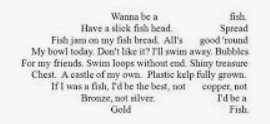 Wanna be a fish.
Have a slick fish head. Spread
Fish jam on my fish bread. All's good 'round
My bowl today. Don't like it? I'll swim away. Bubbles
For my friends. Swim loops without end. Shiny treasure
Chest. A castle of my own. Plastic kelp fully grown.
If I was a fish, I'd be the best, not copper, not
Bronze, not silver. I'd be a
Gold Fish.